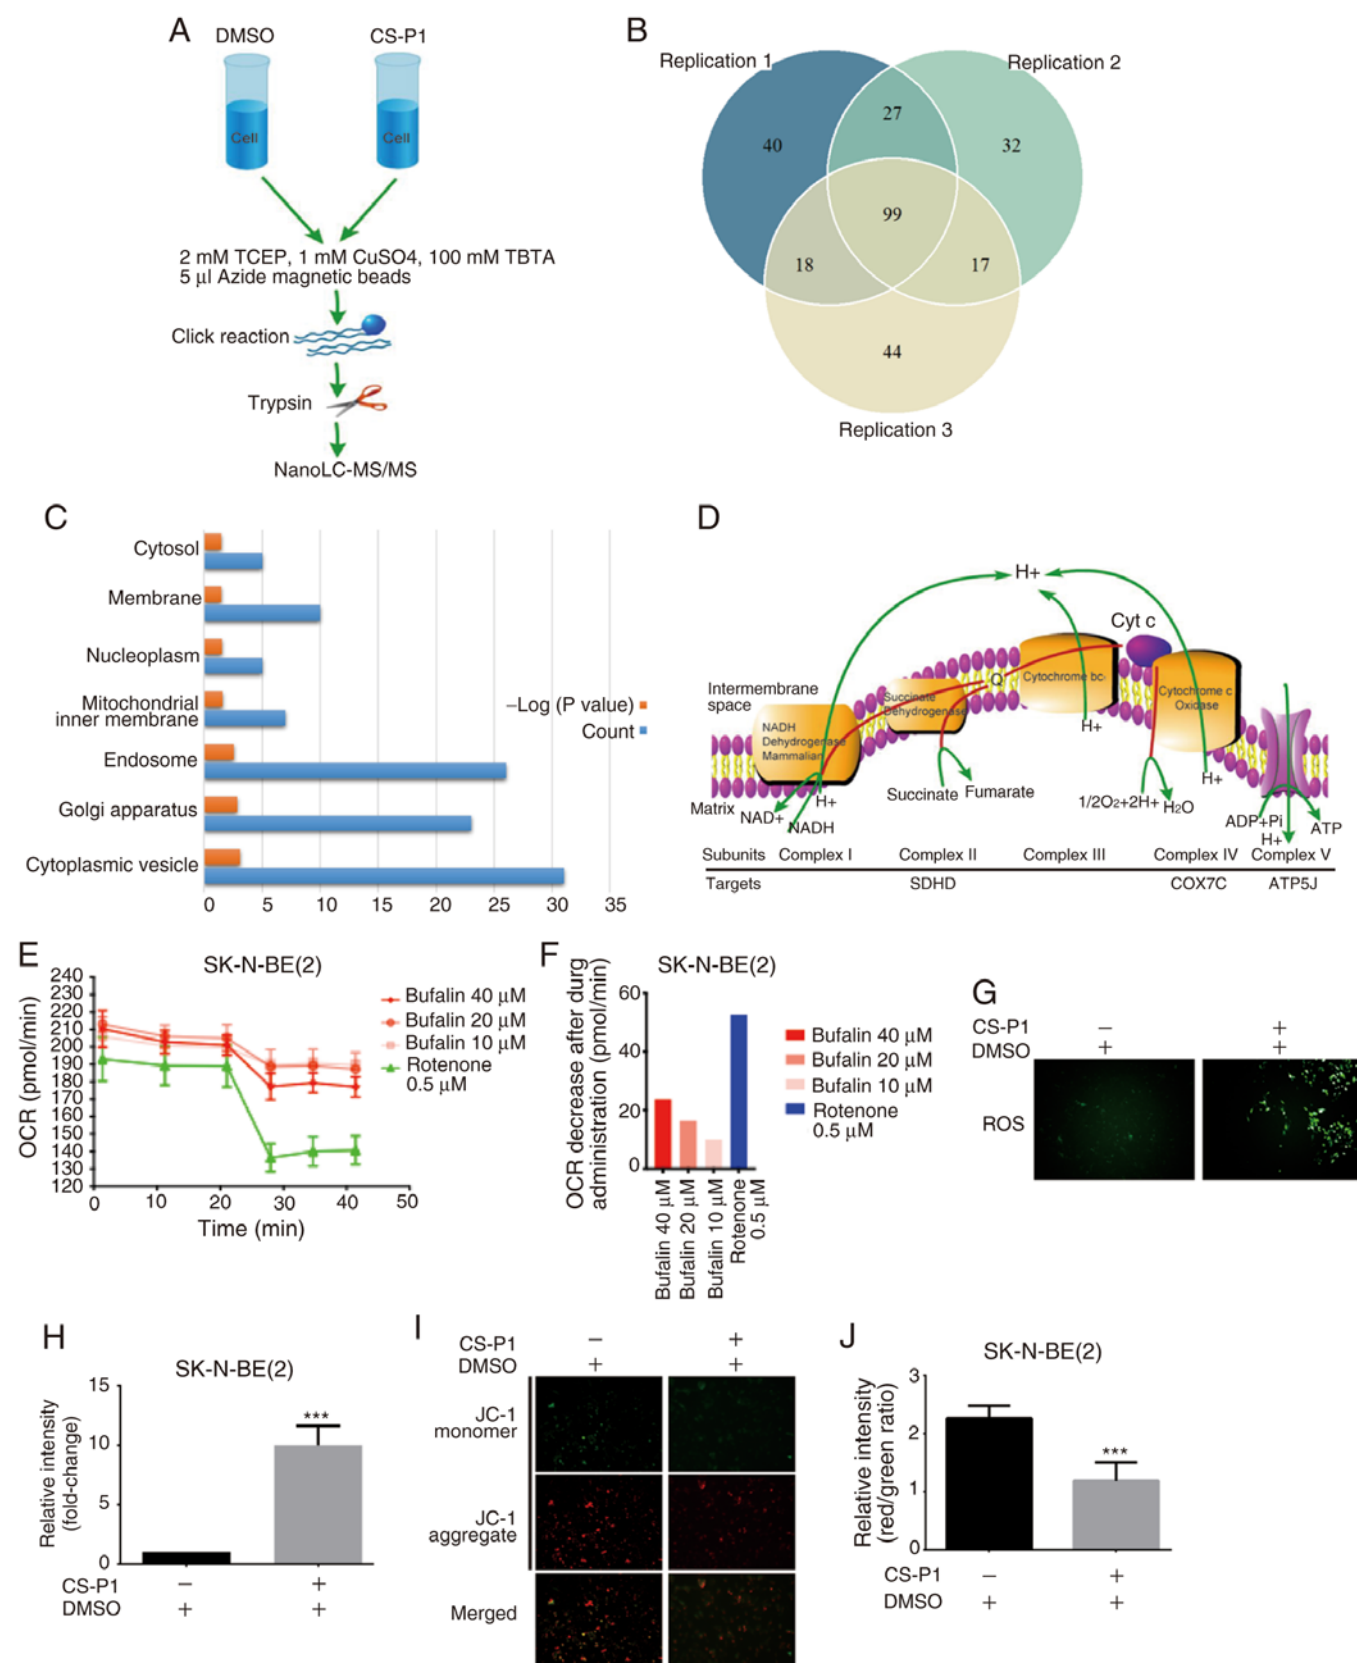 A
DMSO
CS-P1
Cell
Cell
2 mM TCEP, 1 mM CuSO4, 100 mM TBTA
5 µl Azide magnetic beads
Click reaction
Trypsin
NanoLC-MS/MS
B
Replication 1
Replication 2
27
40
32
99
18
17
44
Replication 3
C
Cytosol
Membrane
Nucleoplasm
Mitochondrial
inner membrane
Endosome
Golgi apparatus
Cytoplasmic vesicle
–Log (P value)
Count
0 5 10 15 20 25 30 35
D
H+
Cyt c
Intermembrane
space
Q
Cytochrome bc1
Succinate
Dehydrogenase
Cytochrome c
Oxidase
NADH
Dehydrogenase
Mammalian
H+
H+
Matrix
H+
NAD+
NADH
Succinate
Fumarate
1/2O2+2H+
H2O
ADP+Pi
H+
ATP
Subunits Complex I Complex II Complex III Complex IV Complex V
Targets SDHD COX7C ATP5J
E
SK-N-BE(2)
OCR (pmol/min)
240
230
220
210
200
190
180
170
160
150
140
130
120
0 10 20 30 40 50
Time (min)
Bufalin 40 µM
Bufalin 20 µM
Bufalin 10 µM
Rotenone
0.5 µM
F
SK-N-BE(2)
OCR decrease after durg
administration (pmol/min)
60
40
20
0
Bufalin 40 µM
Bufalin 20 µM
Bufalin 10 µM
Rotenone
0.5 µM
Bufalin 40 µM
Bufalin 20 µM
Bufalin 10 µM
Rotenone
0.5 µM
G
CS-P1 – +
DMSO + +
ROS
H
SK-N-BE(2)
Relative intensity
(fold-change)
15
10
5
0
***
CS-P1 – +
DMSO + +
I
CS-P1 – +
DMSO + +
JC-1
monomer
JC-1
aggregate
Merged
J
SK-N-BE(2)
Relative intensity
(red/green ratio)
3
2
1
0
***
CS-P1 – +
DMSO + +